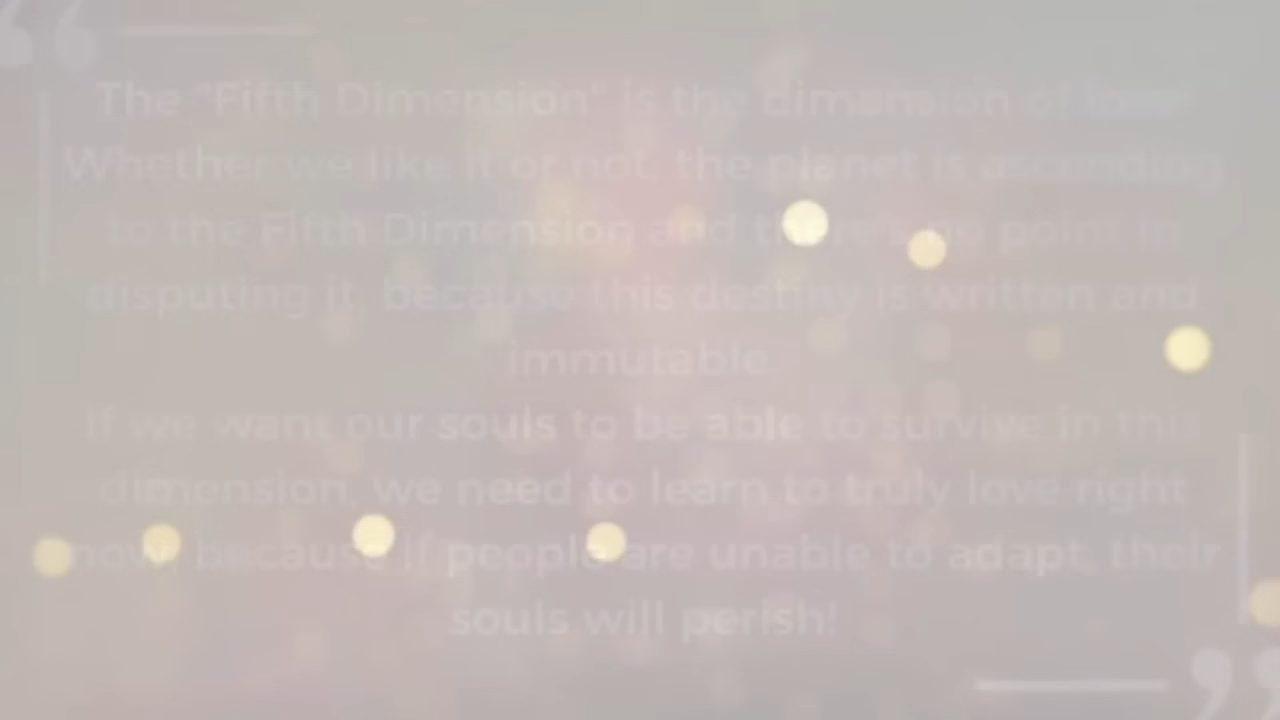 The "Fifth Dimension" is the dimension of love!
Whether we like it or not, the planet is ascending
to the Fifth Dimension and there's no point in
disputing it, because this destiny is written and
immutable.
If we want our souls to be able to survive in this
dimension, we need to learn to truly love right
now, because if people are unable to adapt, their
souls will perish!